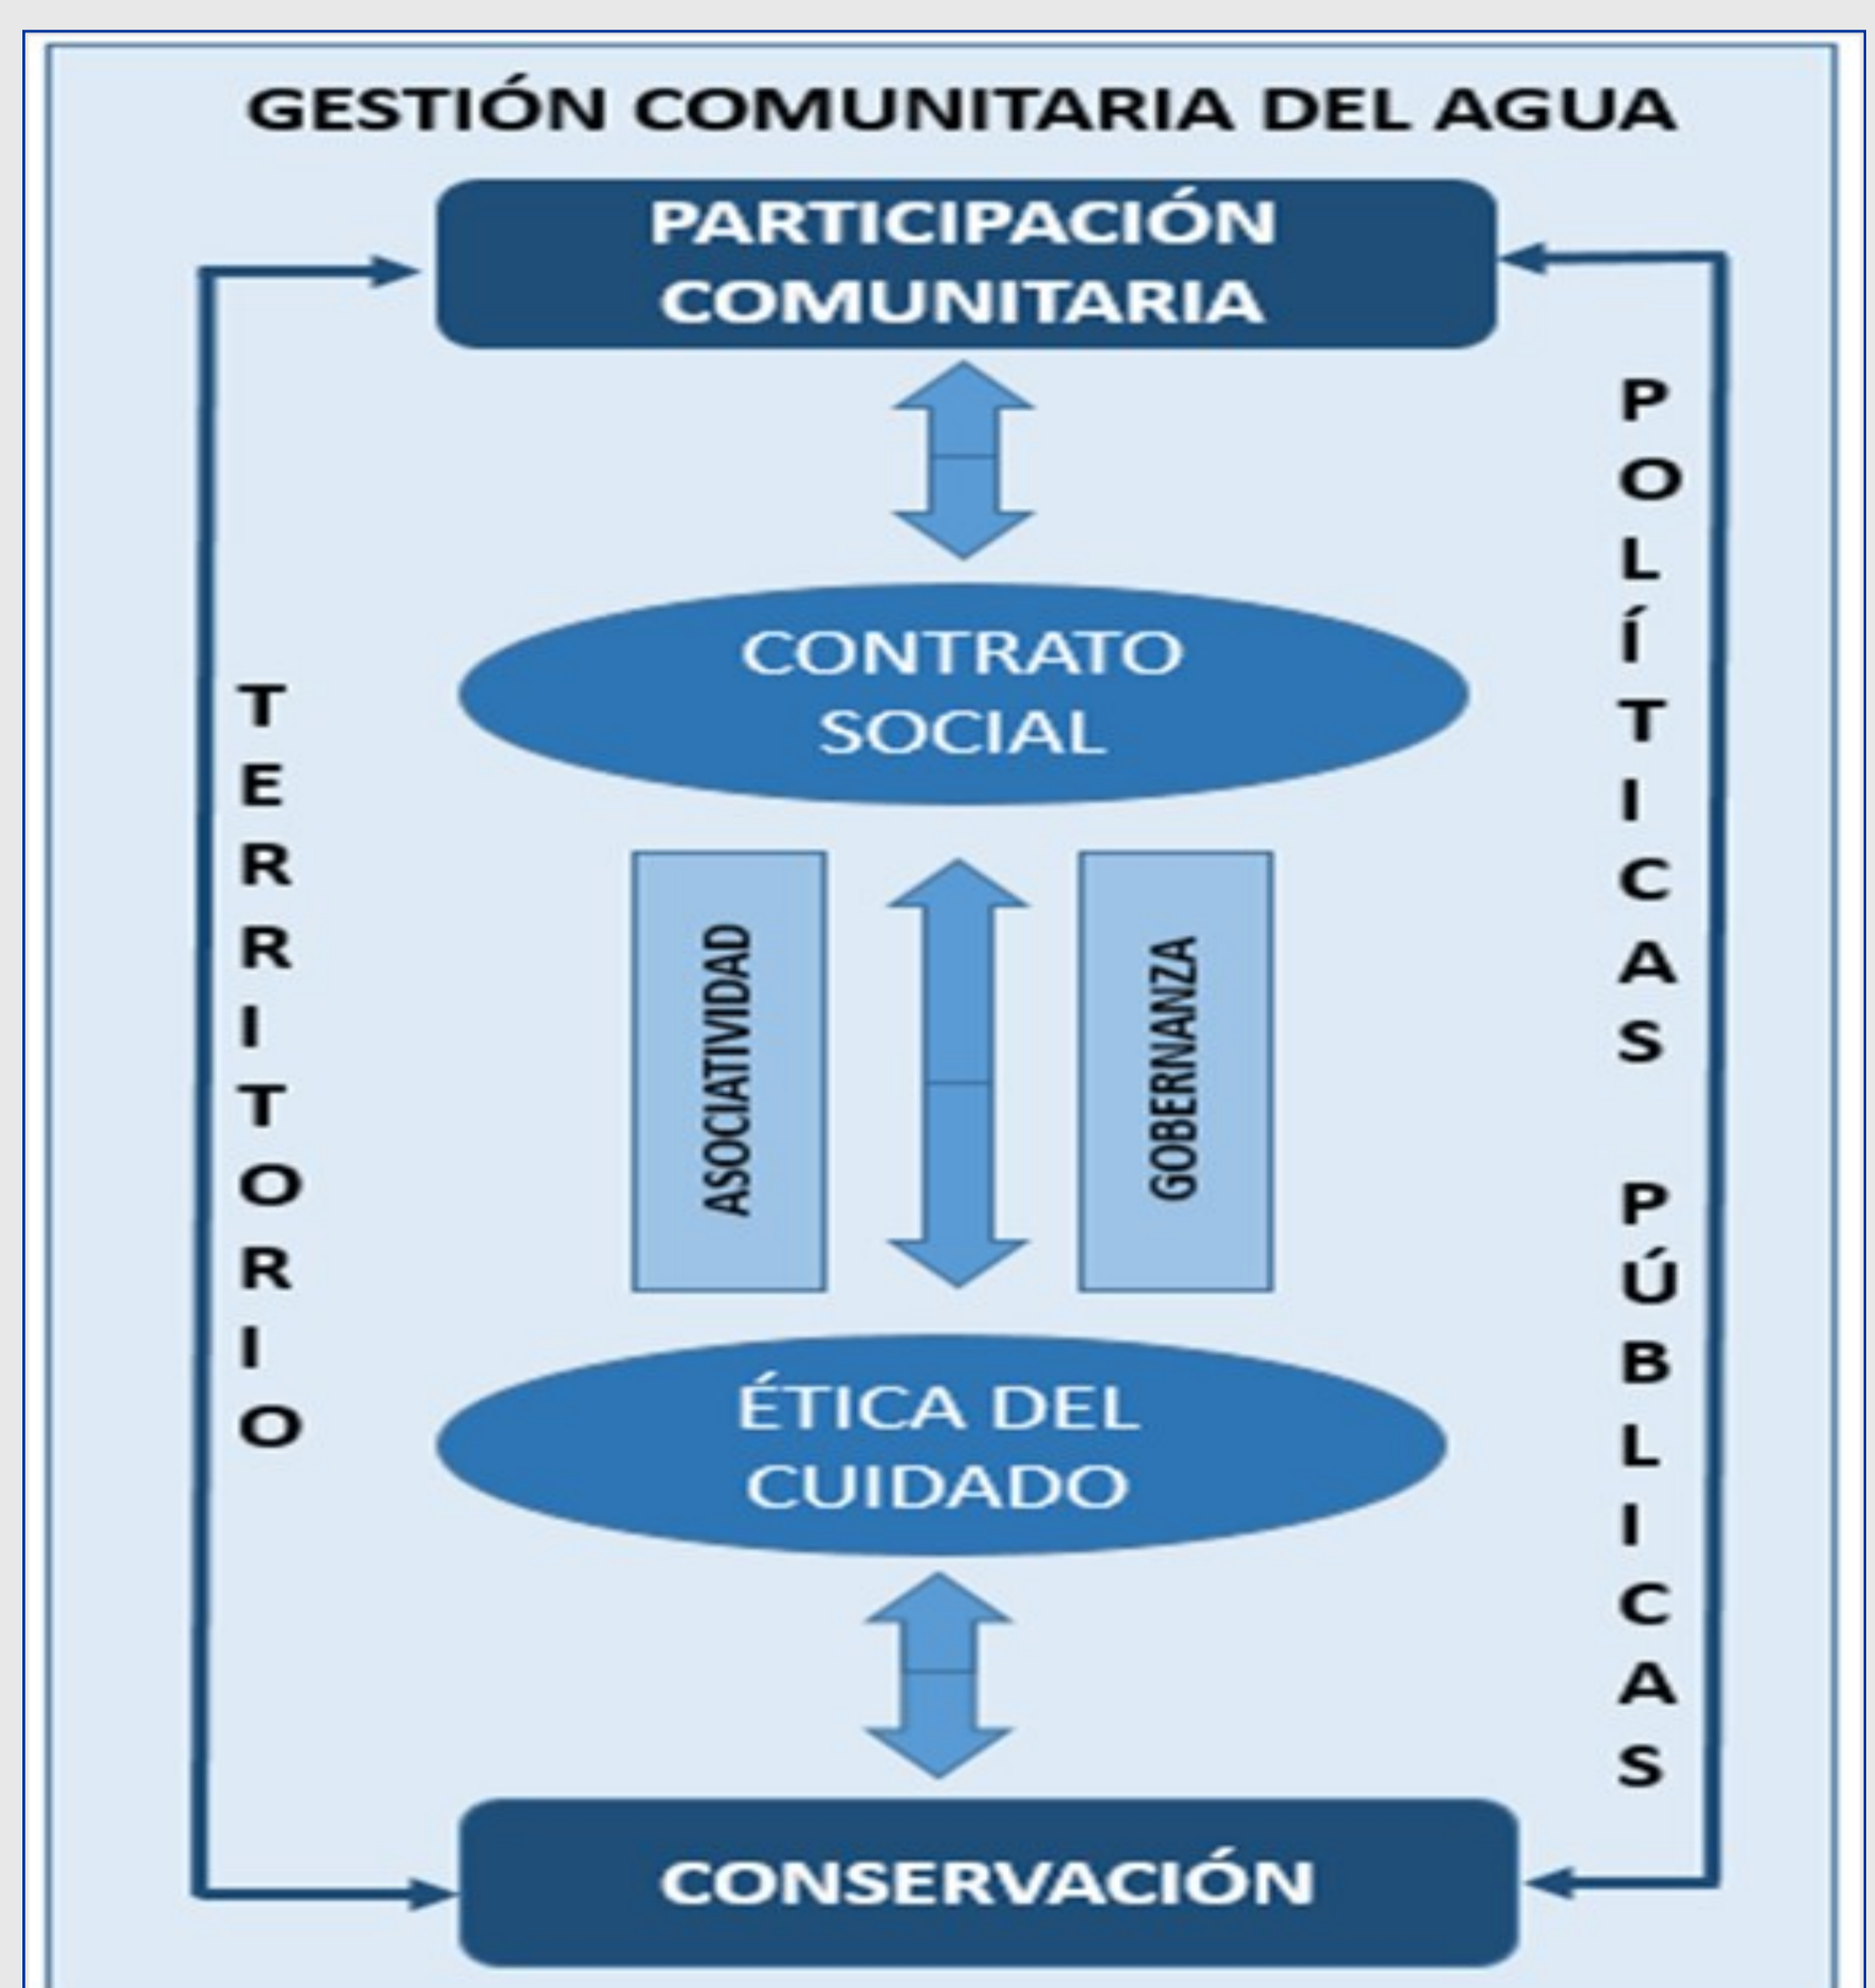 GESTIÓN COMUNITARIA DEL AGUA
PARTICIPACIÓN
COMUNITARIA
CONTRATO
SOCIAL
TERRITORIO
ASOCIATIVIDAD
GOBERNANZA
POLÍTICAS PÚBLICAS
ÉTICA DEL
CUIDADO
CONSERVACIÓN